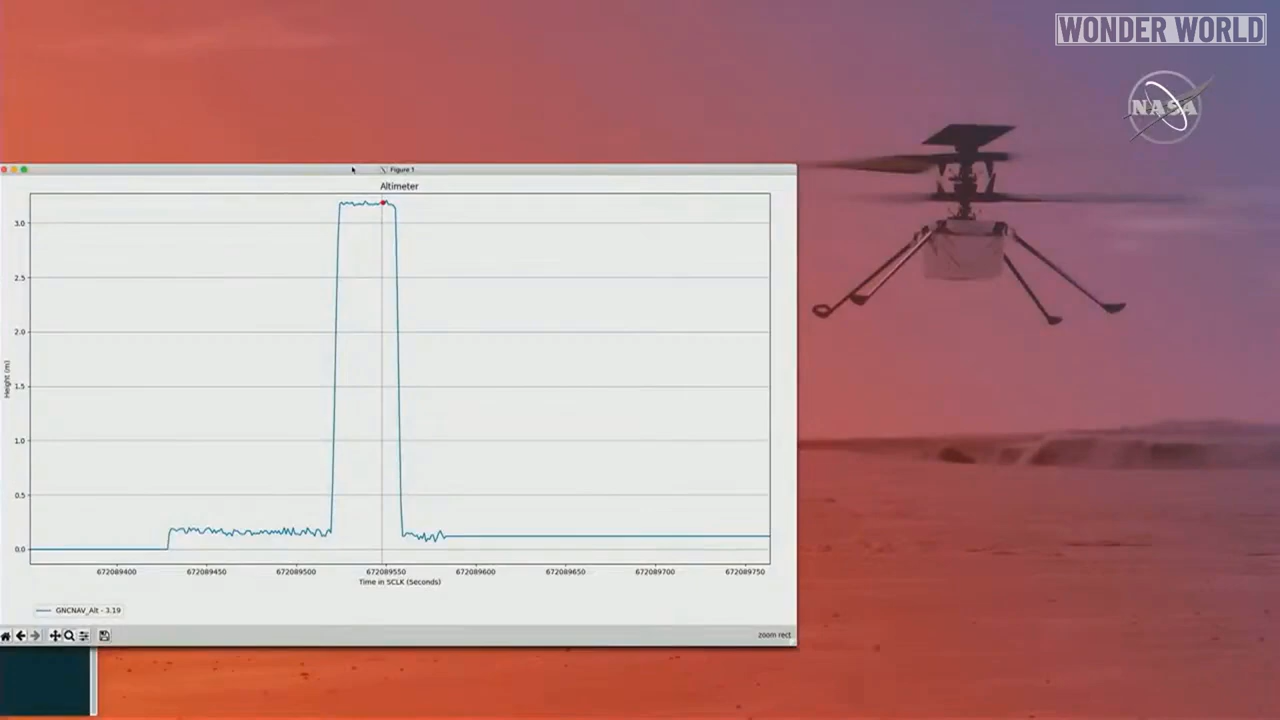 WONDER WORLD
NASA
Figure 1
Altimeter
3.0
2.5
2.0
1.5
1.0
0.5
0.0
Height (m)
672089400 672089450 672089500 672089550 672089600 672089650 672089700 672089750
Time in SCLK (Seconds)
GNCNAV_Alt - 3.19
zoom rect